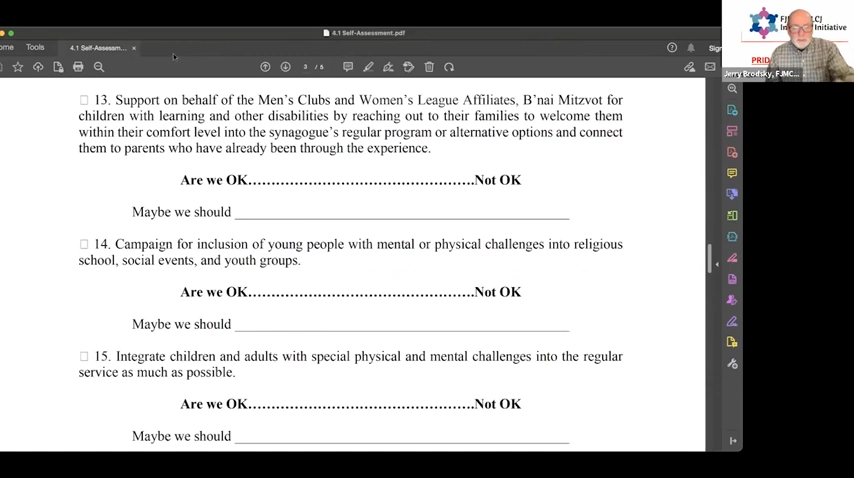 4.1 Self-Assessment.pdf
ome Tools 4.1 Self-Assessm... ×
Sign
3 / 5
13. Support on behalf of the Men's Clubs and Women's League Affiliates, B'nai Mitzvot for
children with learning and other disabilities by reaching out to their families to welcome them
within their comfort level into the synagogue's regular program or alternative options and connect
them to parents who have already been through the experience.
Are we OK……………………………………….Not OK
Maybe we should ______________________
14. Campaign for inclusion of young people with mental or physical challenges into religious
school, social events, and youth groups.
Are we OK……………………………………….Not OK
Maybe we should ______________________
15. Integrate children and adults with special physical and mental challenges into the regular
service as much as possible.
Are we OK……………………………………….Not OK
Maybe we should ______________________
Initiative
PRID
Jerry Brodsky, FJMC...